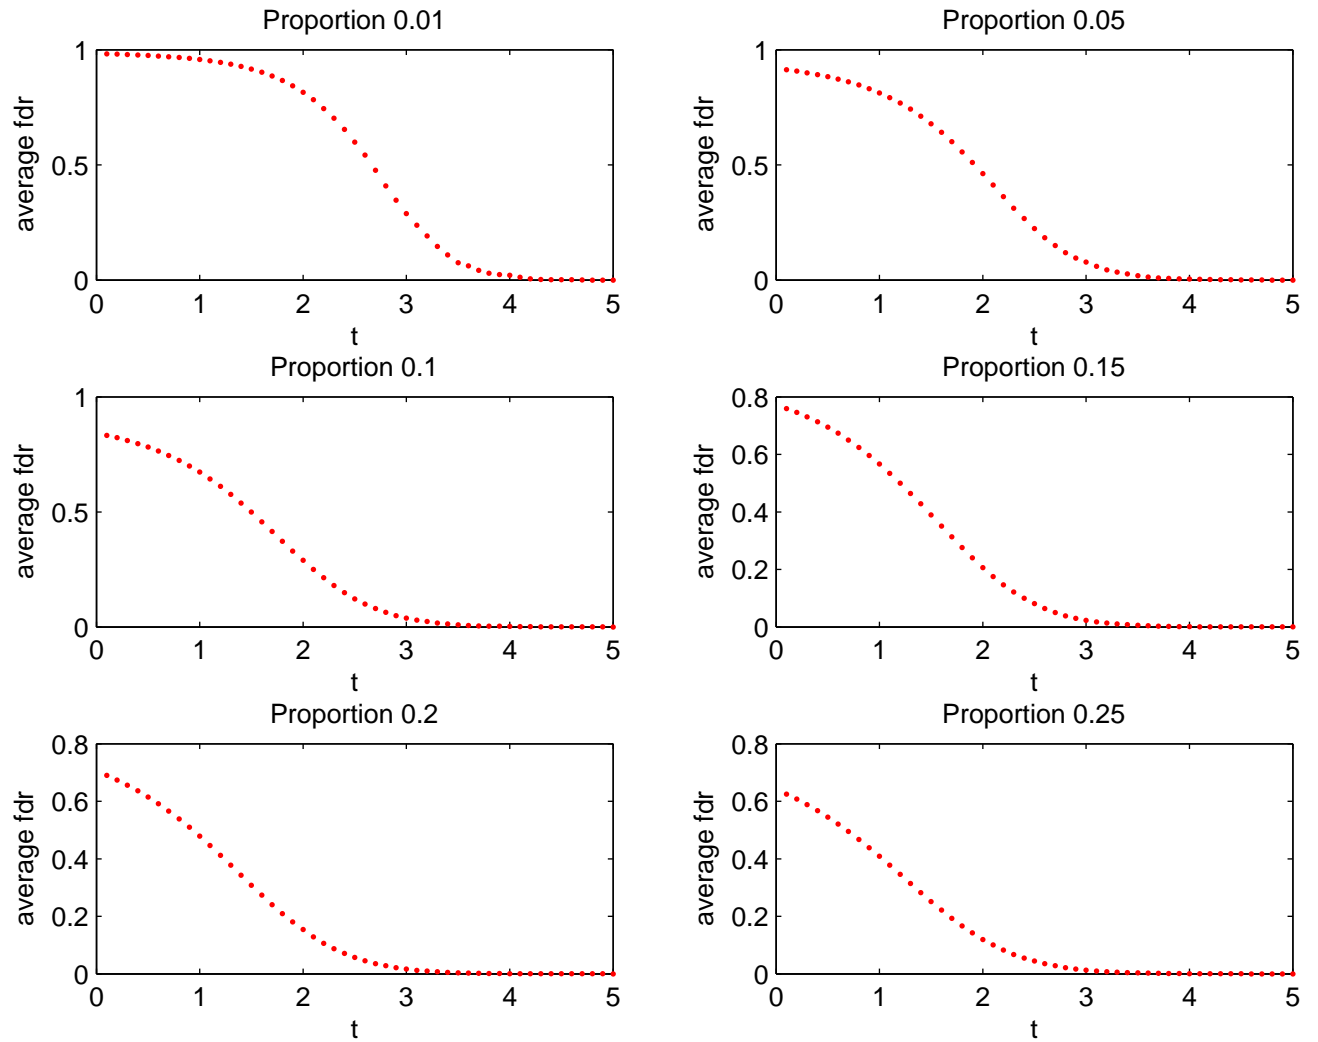 Proportion 0.01
average fdr
1
0.5
0
0 1 2 3 4 5
t
Proportion 0.05
average fdr
1
0.5
0
0 1 2 3 4 5
t
Proportion 0.1
average fdr
1
0.5
0
0 1 2 3 4 5
t
Proportion 0.15
average fdr
0.8
0.6
0.4
0.2
0
0 1 2 3 4 5
t
Proportion 0.2
average fdr
0.8
0.6
0.4
0.2
0
0 1 2 3 4 5
t
Proportion 0.25
average fdr
0.8
0.6
0.4
0.2
0
0 1 2 3 4 5
t